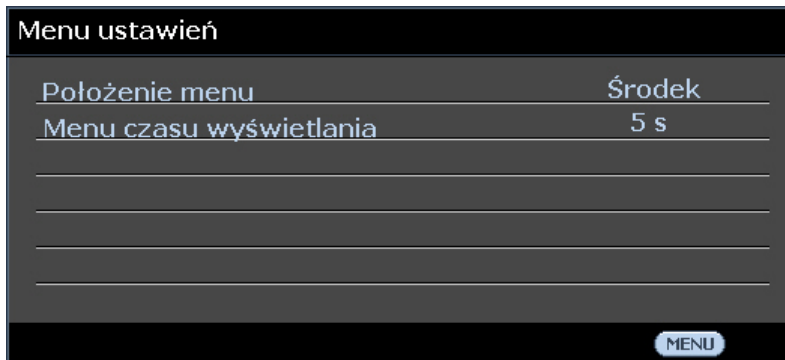 Menu ustawień
Położenie menu Środek
Menu czasu wyświetlania 5 s
MENU